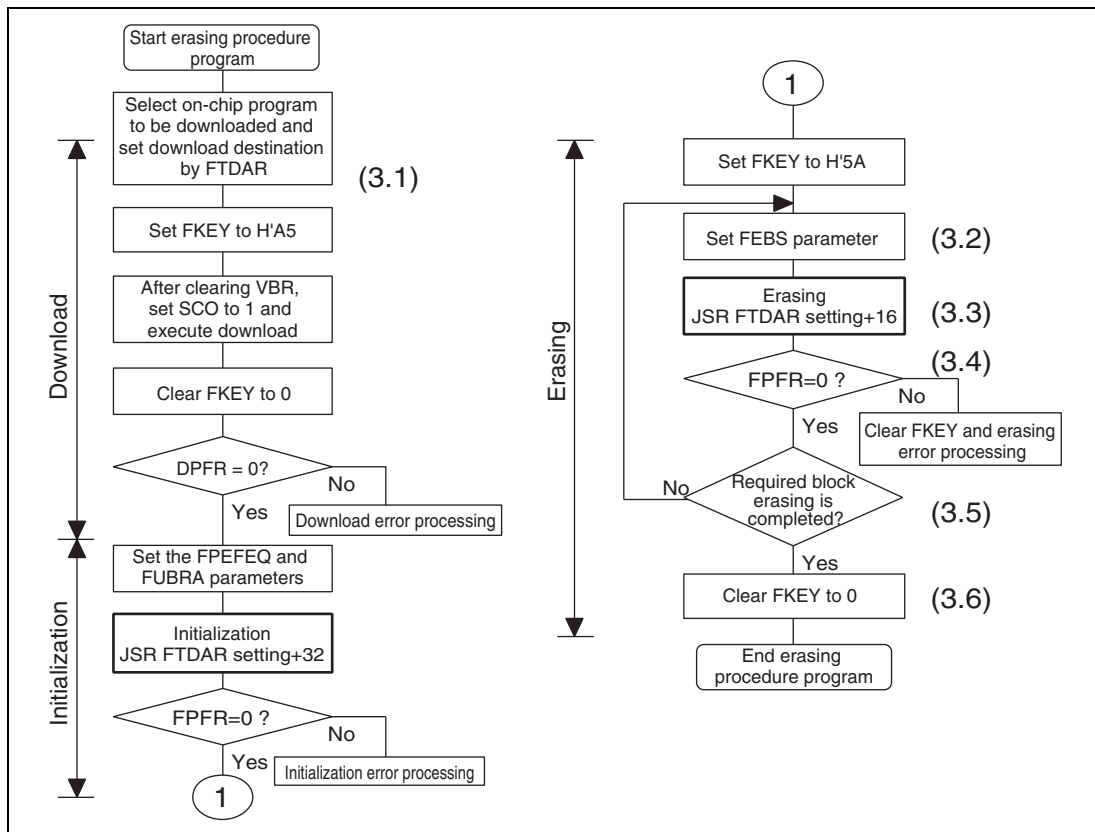 Start erasing procedure
program
Select on-chip program
to be downloaded and
set download destination
by FTDAR
(3.1)
Set FKEY to H'A5
After clearing VBR,
set SCO to 1 and
execute download
Clear FKEY to 0
DPFR = 0?
No
Yes
Download error processing
Download
Set the FPEFEQ and
FUBRA parameters
Initialization
JSR FTDAR setting+32
FPFR=0 ?
No
Yes
Initialization error processing
Initialization
1
1
Set FKEY to H'5A
Set FEBS parameter
(3.2)
Erasing
JSR FTDAR setting+16
(3.3)
(3.4)
FPFR=0 ?
No
Yes
Clear FKEY and erasing
error processing
Required block
erasing is
completed?
No
(3.5)
Yes
Clear FKEY to 0
(3.6)
Erasing
End erasing
procedure program